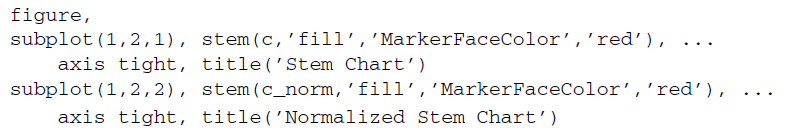 figure,
subplot(1,2,1), stem(c,’fill’,’MarkerFaceColor’,’red’), ...
axis tight, title(’Stem Chart’)
subplot(1,2,2), stem(c_norm,’fill’,’MarkerFaceColor’,’red’), ...
axis tight, title(’Normalized Stem Chart’)